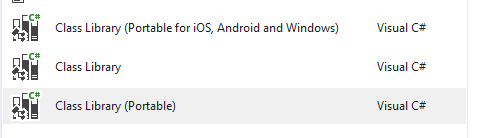 C#
Class Library (Portable for iOS, Android and Windows) Visual C#
C#
Class Library Visual C#
C#
Class Library (Portable) Visual C#